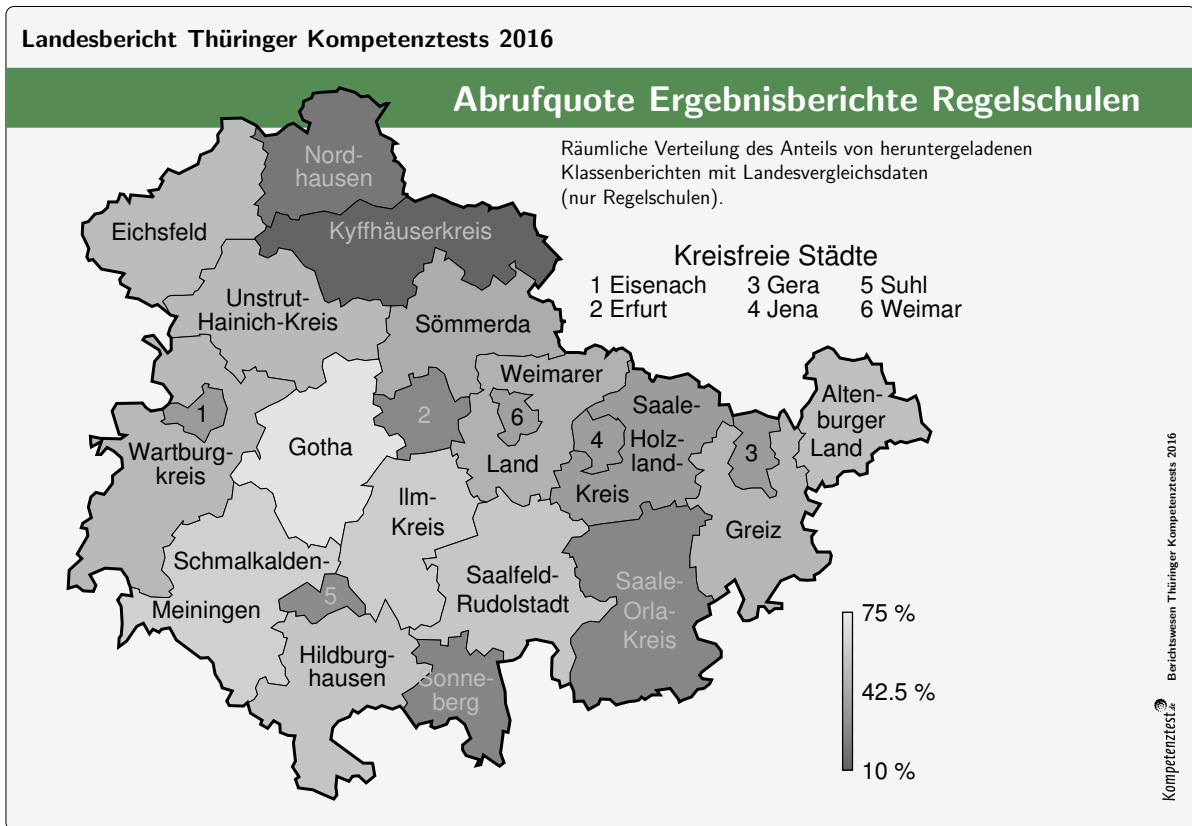 Landesbericht Thüringer Kompetenztests 2016
Abrufquote Ergebnisberichte Regelschulen
Räumliche Verteilung des Anteils von heruntergeladenen
Klassenberichten mit Landesvergleichsdaten
(nur Regelschulen).
Kreisfreie Städte
1 Eisenach 3 Gera 5 Suhl
2 Erfurt 4 Jena 6 Weimar
Nord-
hausen
Eichsfeld
Kyffhäuserkreis
Unstrut-
Hainich-Kreis
Sömmerda
Weimarer
Land
Saale-
Holz-
land-
Kreis
Alten-
burger
Land
1
2
6
4
3
Wartburg-
kreis
Gotha
Ilm-
Kreis
Greiz
Schmalkalden-
Meiningen
5
Saalfeld-
Rudolstadt
Saale-
Orla-
Kreis
Hildburg-
hausen
Sonne-
berg
75 %
42.5 %
10 %
Kompetenztest.de
Berichtswesen Thüringer Kompetenztests 2016